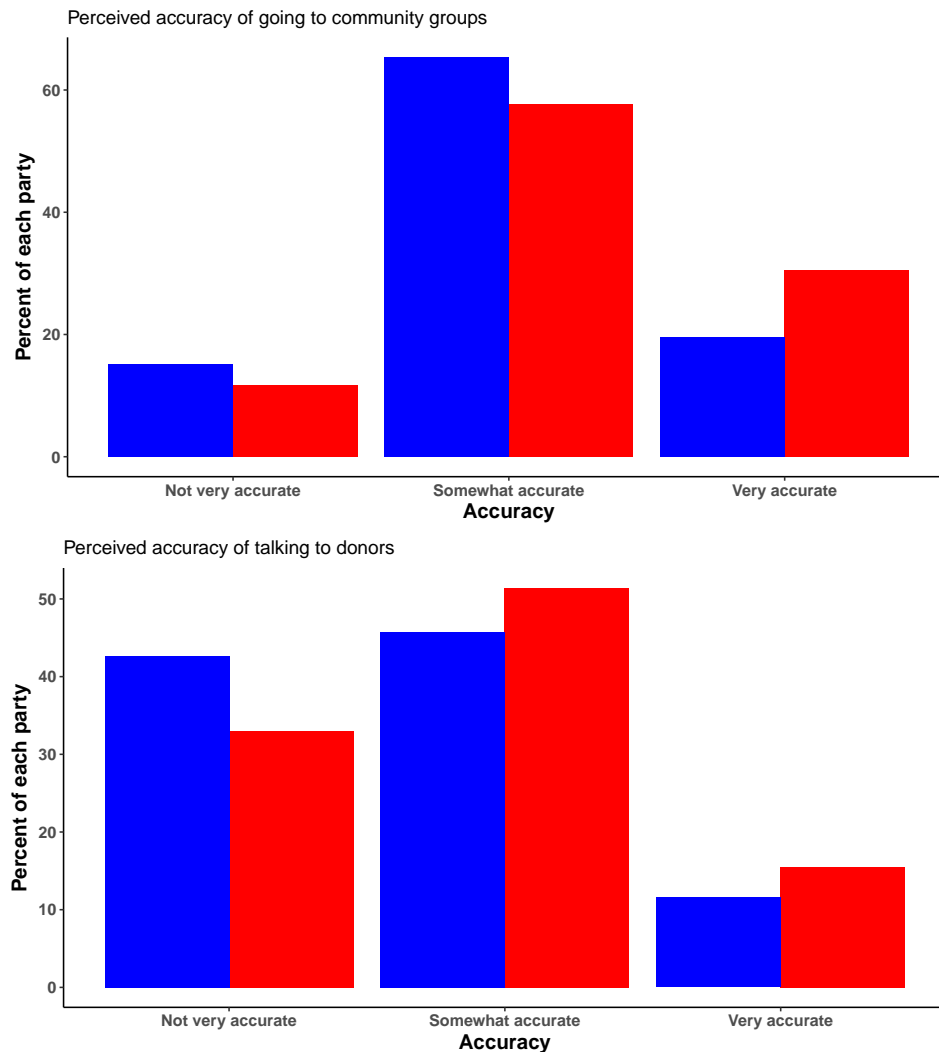 Perceived accuracy of going to community groups
Percent of each party
60
40
20
0
Not very accurate Somewhat accurate Very accurate
Accuracy
Perceived accuracy of talking to donors
Percent of each party
50
40
30
20
10
0
Not very accurate Somewhat accurate Very accurate
Accuracy